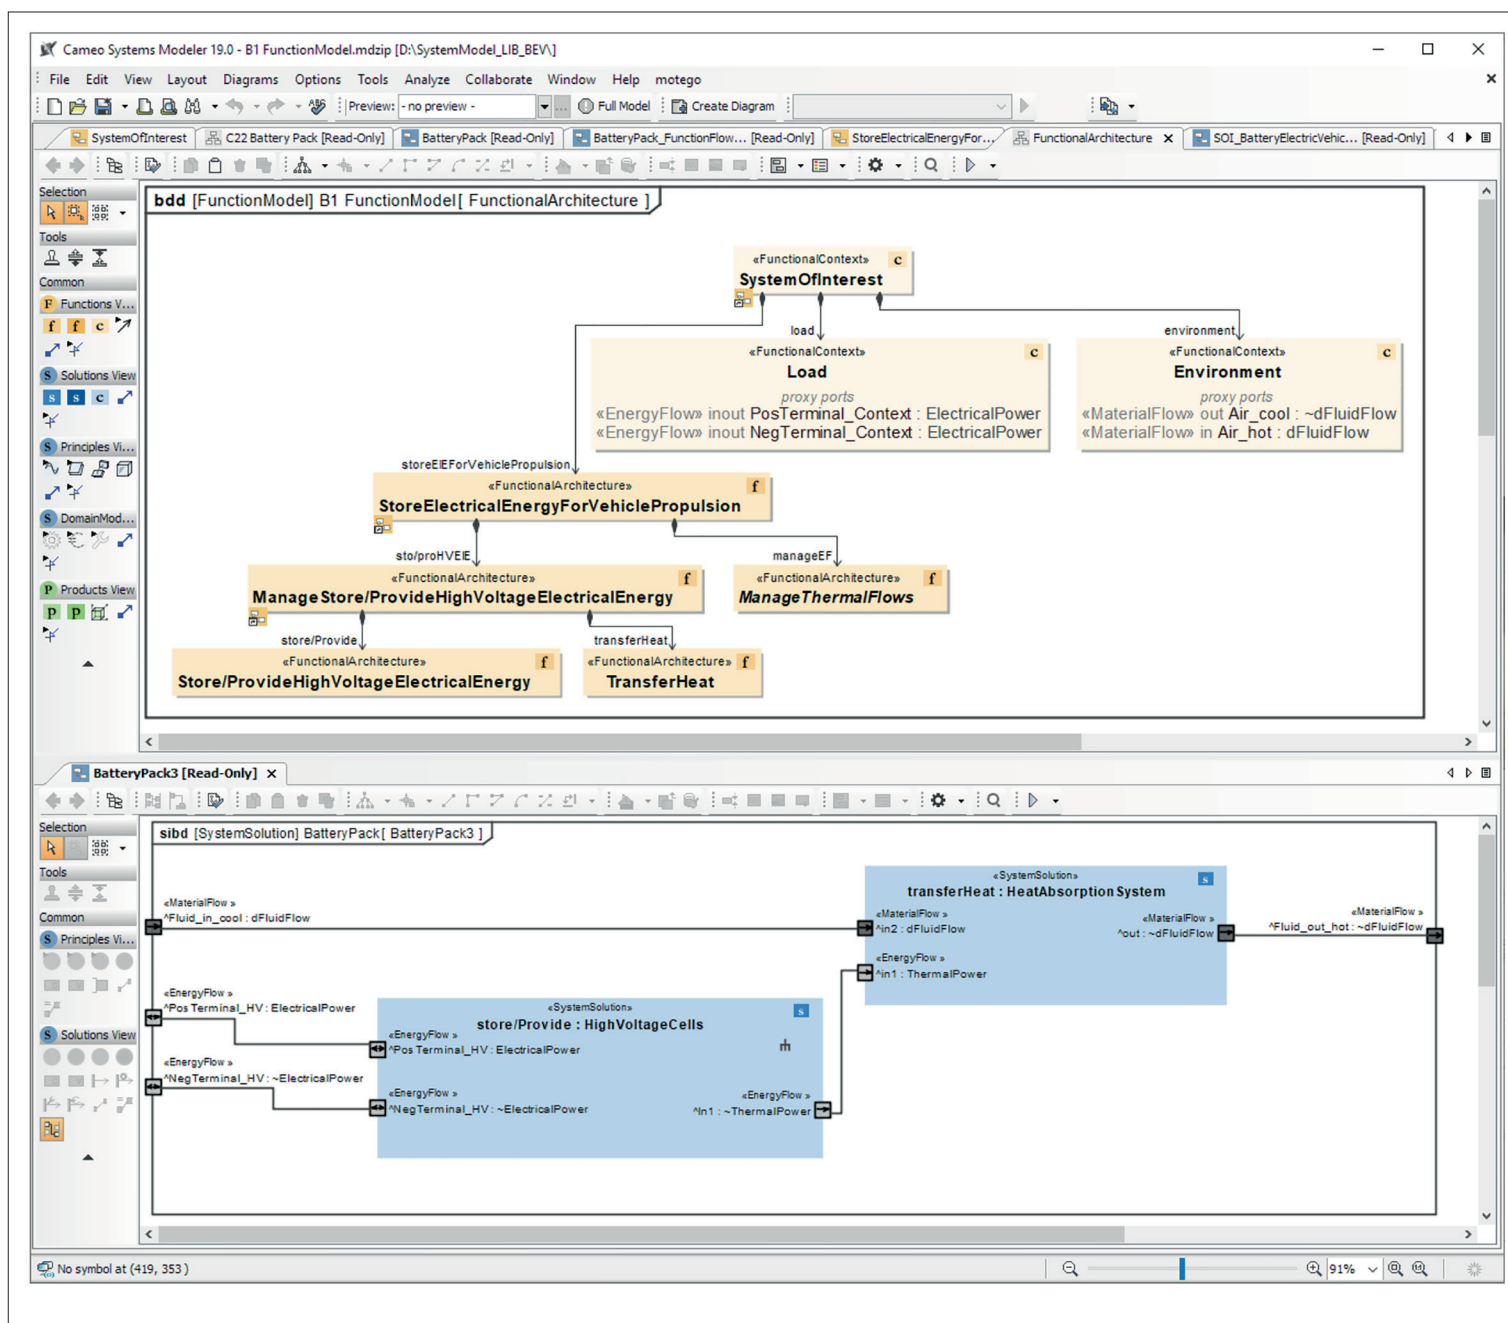 Cameo Systems Modeler 19.0 - B1 FunctionModel.mdzip [D:\SystemModel_LIB_BEV\]
File Edit View Layout Diagrams Options Tools Analyze Collaborate Window Help motego
Preview: - no preview - ... Full Model Create Diagram
SystemOfInterest C22 Battery Pack [Read-Only] BatteryPack [Read-Only] BatteryPack_FunctionFlow... [Read-Only] StoreElectricalEnergyFor... FunctionalArchitecture SOI_BatteryElectricVehic... [Read-Only]
Selection
Tools
Common
F Functions V...
f f c
S Solutions View
s s c
S Principles Vi...
S DomainMod...
P Products View
P P
bdd [FunctionModel] B1 FunctionModel[ FunctionalArchitecture ]
«FunctionalContext» c
SystemOfInterest
load
environment
«FunctionalContext» c
Load
proxy ports
«EnergyFlow» inout PosTerminal_Context : ElectricalPower
«EnergyFlow» inout NegTerminal_Context : ElectricalPower
«FunctionalContext» c
Environment
proxy ports
«MaterialFlow» out Air_cool : ~dFluidFlow
«MaterialFlow» in Air_hot : dFluidFlow
storeElEForVehiclePropulsion
«FunctionalArchitecture» f
StoreElectricalEnergyForVehiclePropulsion
sto/proHVElE
manageEF
«FunctionalArchitecture» f
ManageStore/ProvideHighVoltageElectricalEnergy
«FunctionalArchitecture» f
ManageThermalFlows
store/Provide
transferHeat
«FunctionalArchitecture» f
Store/ProvideHighVoltageElectricalEnergy
«FunctionalArchitecture» f
TransferHeat
BatteryPack3 [Read-Only]
Selection
Tools
Common
S Principles Vi...
S Solutions View
sibd [SystemSolution] BatteryPack[ BatteryPack3 ]
«MaterialFlow »
^Fluid_in_cool : dFluidFlow
«EnergyFlow »
^Pos Terminal_HV : ElectricalPower
«EnergyFlow »
^NegTerminal_HV : ~ElectricalPower
«SystemSolution» s
store/Provide : HighVoltageCells
«EnergyFlow »
^Pos Terminal_HV : ElectricalPower
«EnergyFlow »
^NegTerminal_HV : ~ElectricalPower
«EnergyFlow »
^In1 : ~ThermalPower
«SystemSolution» s
transferHeat : HeatAbsorption System
«MaterialFlow »
^in2 : dFluidFlow
«EnergyFlow »
^in1 : ThermalPower
«MaterialFlow »
^out : ~dFluidFlow
«MaterialFlow »
^Fluid_out_hot : ~dFluidFlow
No symbol at (419, 353 )
91%